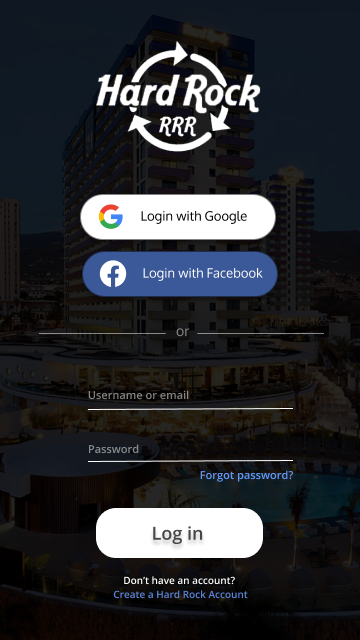 Hard Rock
RRR
Login with Google
Login with Facebook
or
Username or email
Password
Forgot password?
Log in
Don't have an account?
Create a Hard Rock Account